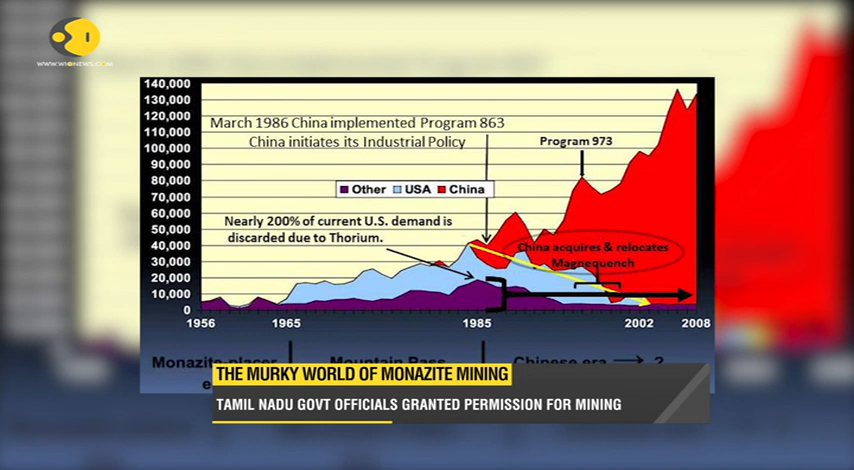 WWW.WIONEWS.COM
140,000
130,000
120,000
110,000
100,000
90,000
80,000
70,000
60,000
50,000
40,000
30,000
20,000
10,000
0
March 1986 China implemented Program 863
China initiates its Industrial Policy
Program 973
Other USA China
Nearly 200% of current U.S. demand is
discarded due to Thorium.
China acquires & relocates
Magnequench
1956 1965 1985 2002 2008
Monazite-placer Mountain Pass Chinese era ?
THE MURKY WORLD OF MONAZITE MINING
TAMIL NADU GOVT OFFICIALS GRANTED PERMISSION FOR MINING